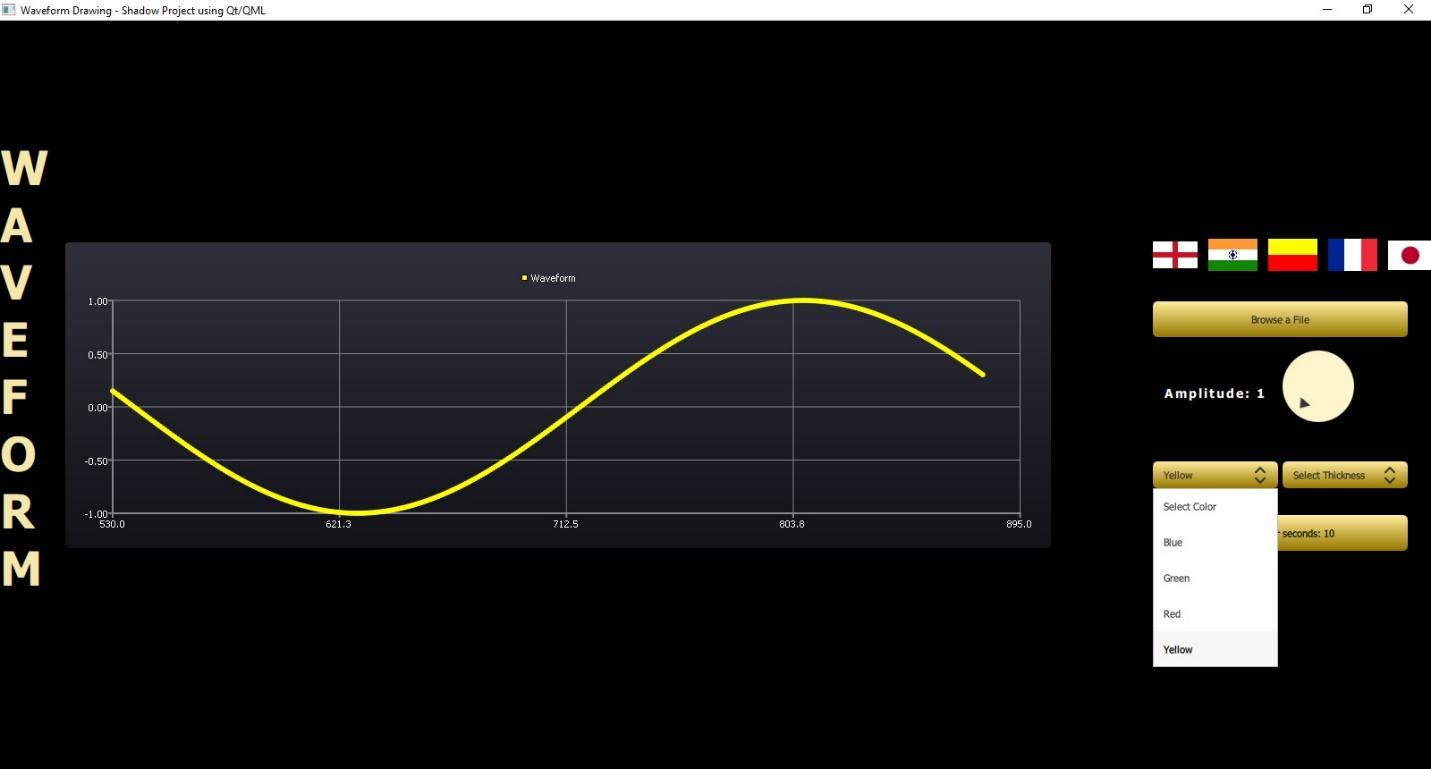 Waveform Drawing - Shadow Project using Qt/QML
W
A
V
E
F
O
R
M
Waveform
1.00
0.50
0.00
-0.50
-1.00
530.0 621.3 712.5 803.8 895.0
Browse a File
Amplitude: 1
Yellow
Select Thickness
Select Color
Blue
Green
Red
Yellow
seconds: 10